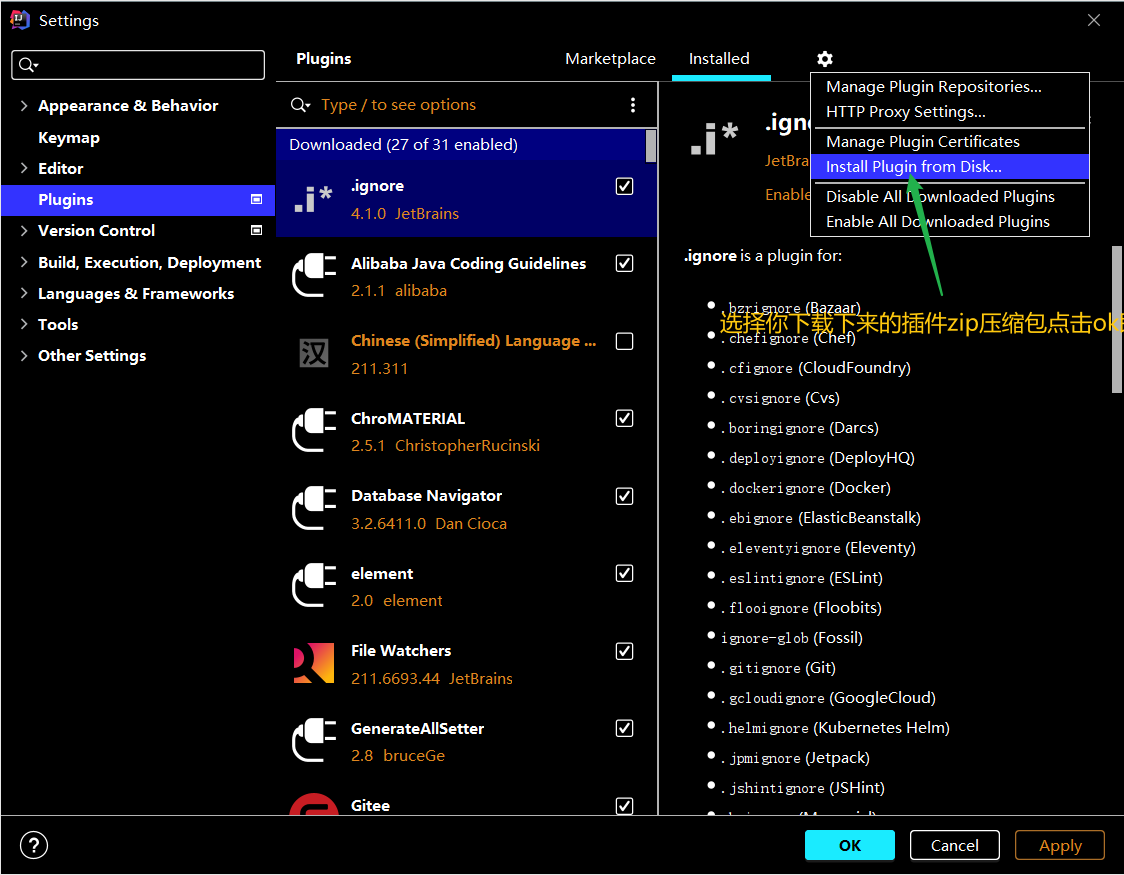 Settings
Plugins
Marketplace
Installed
Appearance & Behavior
Keymap
Editor
Plugins
Version Control
Build, Execution, Deployment
Languages & Frameworks
Tools
Other Settings
Type / to see options
Downloaded (27 of 31 enabled)
.ignore
4.1.0 JetBrains
Alibaba Java Coding Guidelines
2.1.1 alibaba
汉
Chinese (Simplified) Language ...
211.311
ChroMATERIAL
2.5.1 ChristopherRucinski
Database Navigator
3.2.6411.0 Dan Cioca
element
2.0 element
File Watchers
211.6693.44 JetBrains
GenerateAllSetter
2.8 bruceGe
Gitee
.i*
.ign
JetBra
Enable
Manage Plugin Repositories...
HTTP Proxy Settings...
Manage Plugin Certificates
Install Plugin from Disk...
Disable All Downloaded Plugins
Enable All Downloaded Plugins
.ignore is a plugin for:
.bzrignore (Bazaar)
选择你下载下来的插件zip压缩包点击ok
.chefignore (Chef)
.cfignore (CloudFoundry)
.cvsignore (Cvs)
.boringignore (Darcs)
.deployignore (DeployHQ)
.dockerignore (Docker)
.ebignore (ElasticBeanstalk)
.eleventyignore (Eleventy)
.eslintignore (ESLint)
.flooignore (Floobits)
ignore-glob (Fossil)
.gitignore (Git)
.gcloudignore (GoogleCloud)
.helmignore (Kubernetes Helm)
.jpmignore (Jetpack)
.jshintignore (JSHint)
?
OK
Cancel
Apply